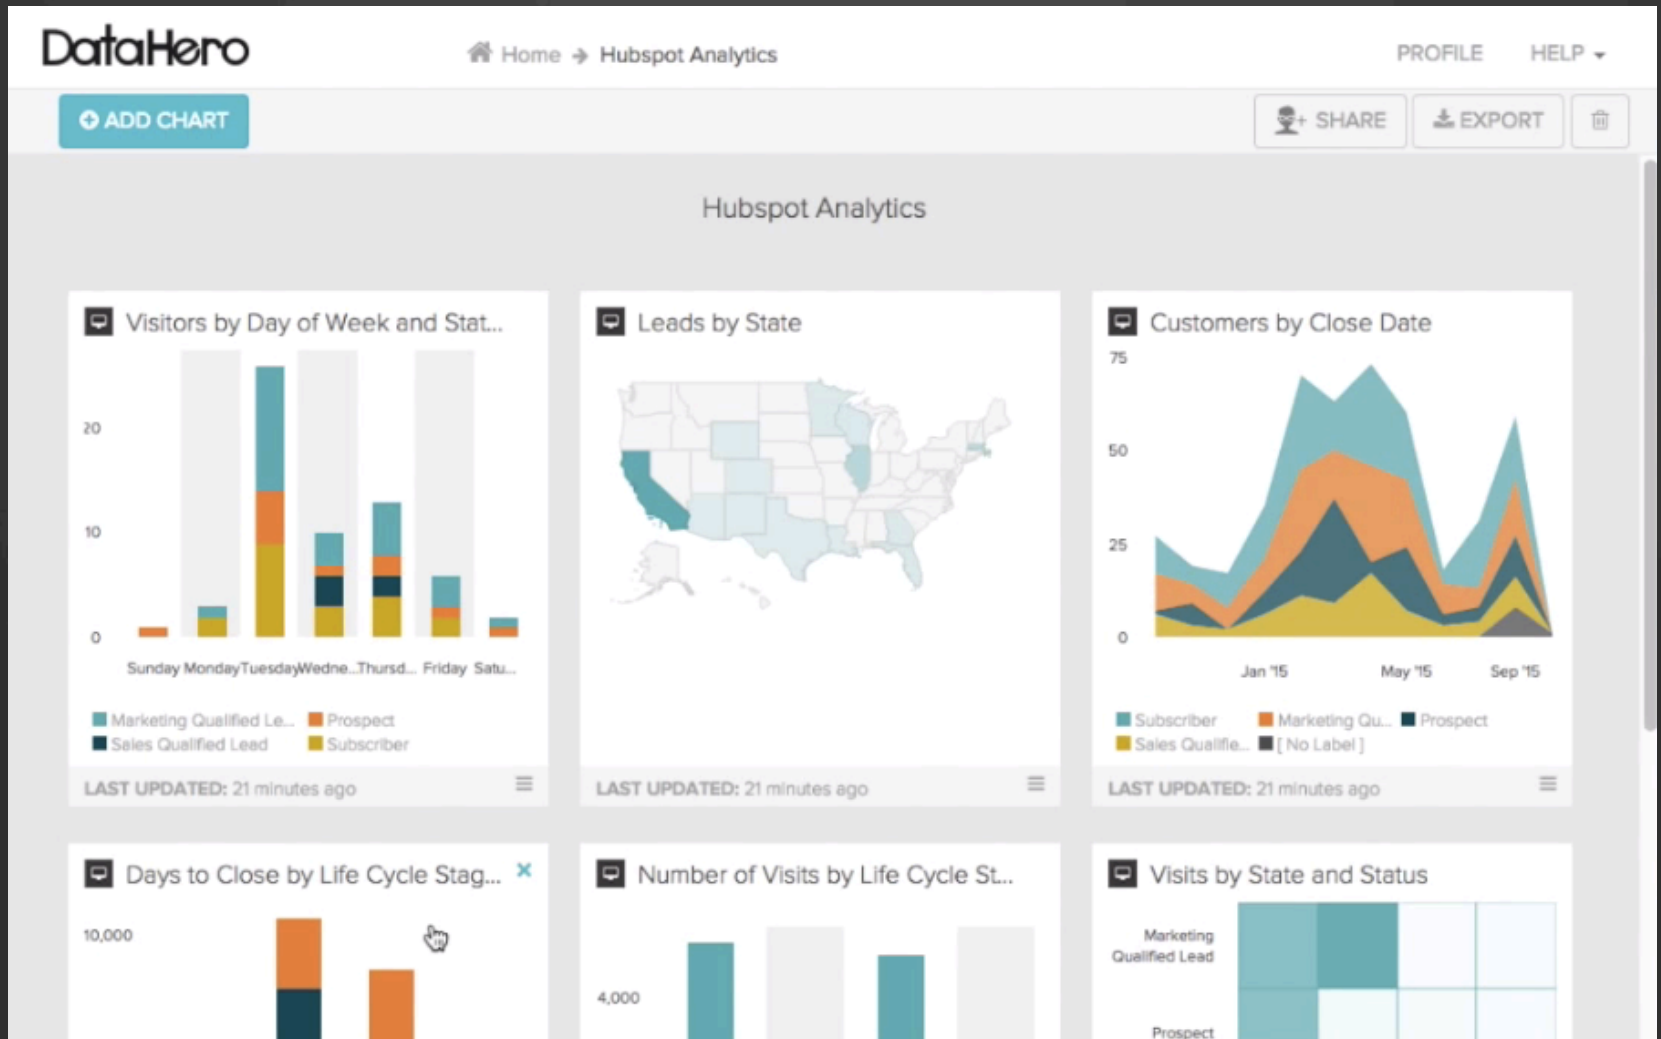 DataHero
Home → Hubspot Analytics
PROFILE
HELP
ADD CHART
SHARE
EXPORT
Hubspot Analytics
Visitors by Day of Week and Stat...
20
10
0
Sunday Monday Tuesday Wedne... Thursd... Friday Satu...
Marketing Qualified Le... Prospect
Sales Qualified Lead Subscriber
LAST UPDATED: 21 minutes ago
Leads by State
LAST UPDATED: 21 minutes ago
Customers by Close Date
75
50
25
0
Jan '15 May '15 Sep '15
Subscriber Marketing Qu... Prospect
Sales Qualifie... [ No Label ]
LAST UPDATED: 21 minutes ago
Days to Close by Life Cycle Stag...
10,000
Number of Visits by Life Cycle St...
4,000
Visits by State and Status
Marketing
Qualified Lead
Prospect